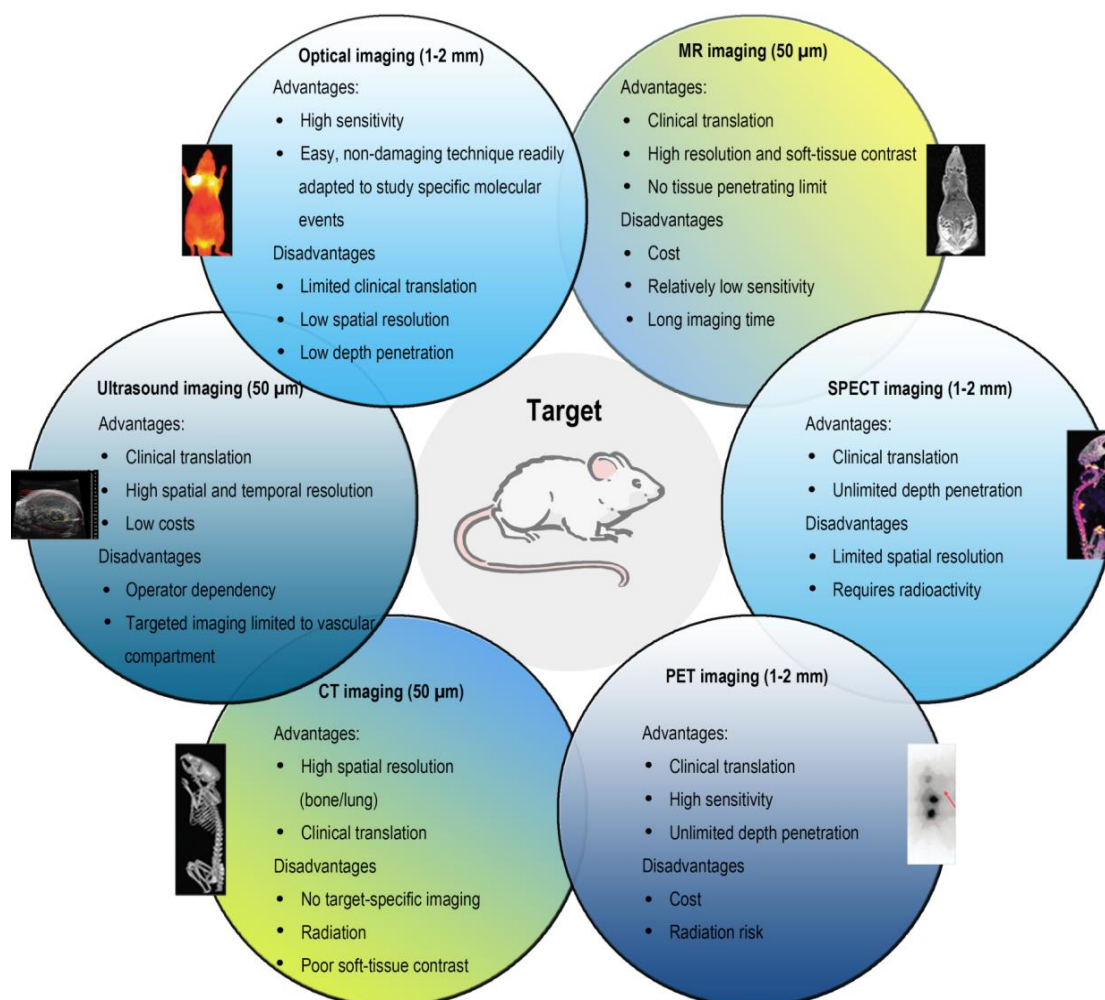 Optical imaging (1-2 mm)
Advantages:
• High sensitivity
• Easy, non-damaging technique readily
adapted to study specific molecular
events
Disadvantages
• Limited clinical translation
• Low spatial resolution
• Low depth penetration
MR imaging (50 µm)
Advantages:
• Clinical translation
• High resolution and soft-tissue contrast
• No tissue penetrating limit
Disadvantages
• Cost
• Relatively low sensitivity
• Long imaging time
Ultrasound imaging (50 µm)
Advantages:
• Clinical translation
• High spatial and temporal resolution
• Low costs
Disadvantages
• Operator dependency
• Targeted imaging limited to vascular
compartment
Target
SPECT imaging (1-2 mm)
Advantages:
• Clinical translation
• Unlimited depth penetration
Disadvantages
• Limited spatial resolution
• Requires radioactivity
CT imaging (50 µm)
Advantages:
• High spatial resolution
(bone/lung)
• Clinical translation
Disadvantages
• No target-specific imaging
• Radiation
• Poor soft-tissue contrast
PET imaging (1-2 mm)
Advantages:
• Clinical translation
• High sensitivity
• Unlimited depth penetration
Disadvantages
• Cost
• Radiation risk